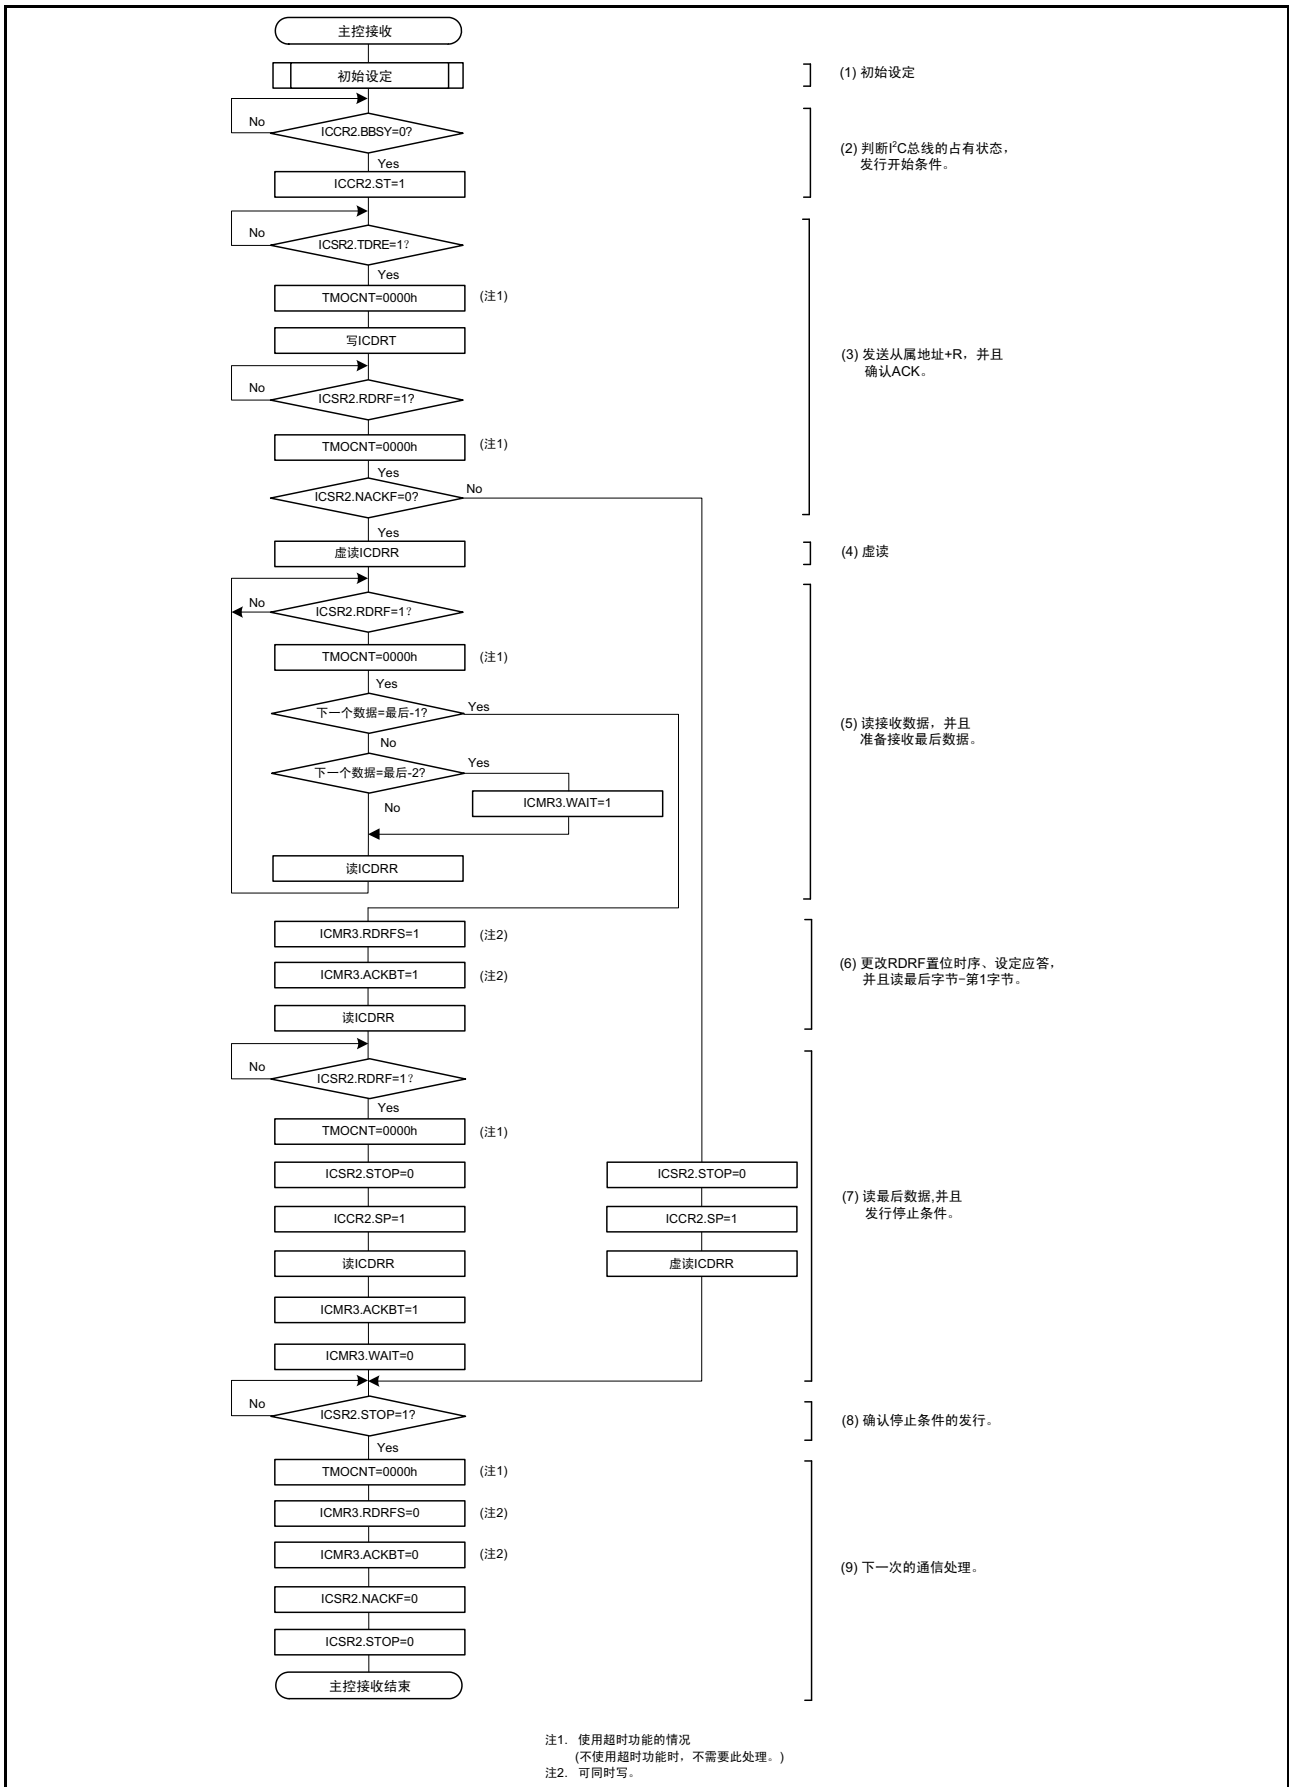 主控接收
初始设定
(1) 初始设定
No
ICCR2.BBSY=0?
Yes
(2) 判断I²C总线的占有状态，
发行开始条件。
ICCR2.ST=1
No
ICSR2.TDRE=1?
Yes
TMOCNT=0000h
(注1)
写ICDRT
(3) 发送从属地址+R，并且
确认ACK。
No
ICSR2.RDRF=1?
TMOCNT=0000h
(注1)
Yes
ICSR2.NACKF=0?
No
Yes
虚读ICDRR
(4) 虚读
No
ICSR2.RDRF=1?
TMOCNT=0000h
(注1)
Yes
下一个数据=最后-1?
Yes
(5) 读接收数据，并且
准备接收最后数据。
No
下一个数据=最后-2?
Yes
ICMR3.WAIT=1
No
读ICDRR
ICMR3.RDRFS=1
(注2)
ICMR3.ACKBT=1
(注2)
(6) 更改RDRF置位时序、设定应答，
并且读最后字节-第1字节。
读ICDRR
No
ICSR2.RDRF=1?
Yes
TMOCNT=0000h
(注1)
ICSR2.STOP=0
ICSR2.STOP=0
(7) 读最后数据,并且
发行停止条件。
ICCR2.SP=1
ICCR2.SP=1
读ICDRR
虚读ICDRR
ICMR3.ACKBT=1
ICMR3.WAIT=0
No
ICSR2.STOP=1?
(8) 确认停止条件的发行。
Yes
TMOCNT=0000h
(注1)
ICMR3.RDRFS=0
(注2)
ICMR3.ACKBT=0
(注2)
(9) 下一次的通信处理。
ICSR2.NACKF=0
ICSR2.STOP=0
主控接收结束
注1. 使用超时功能的情况
(不使用超时功能时，不需要此处理。)
注2. 可同时写。